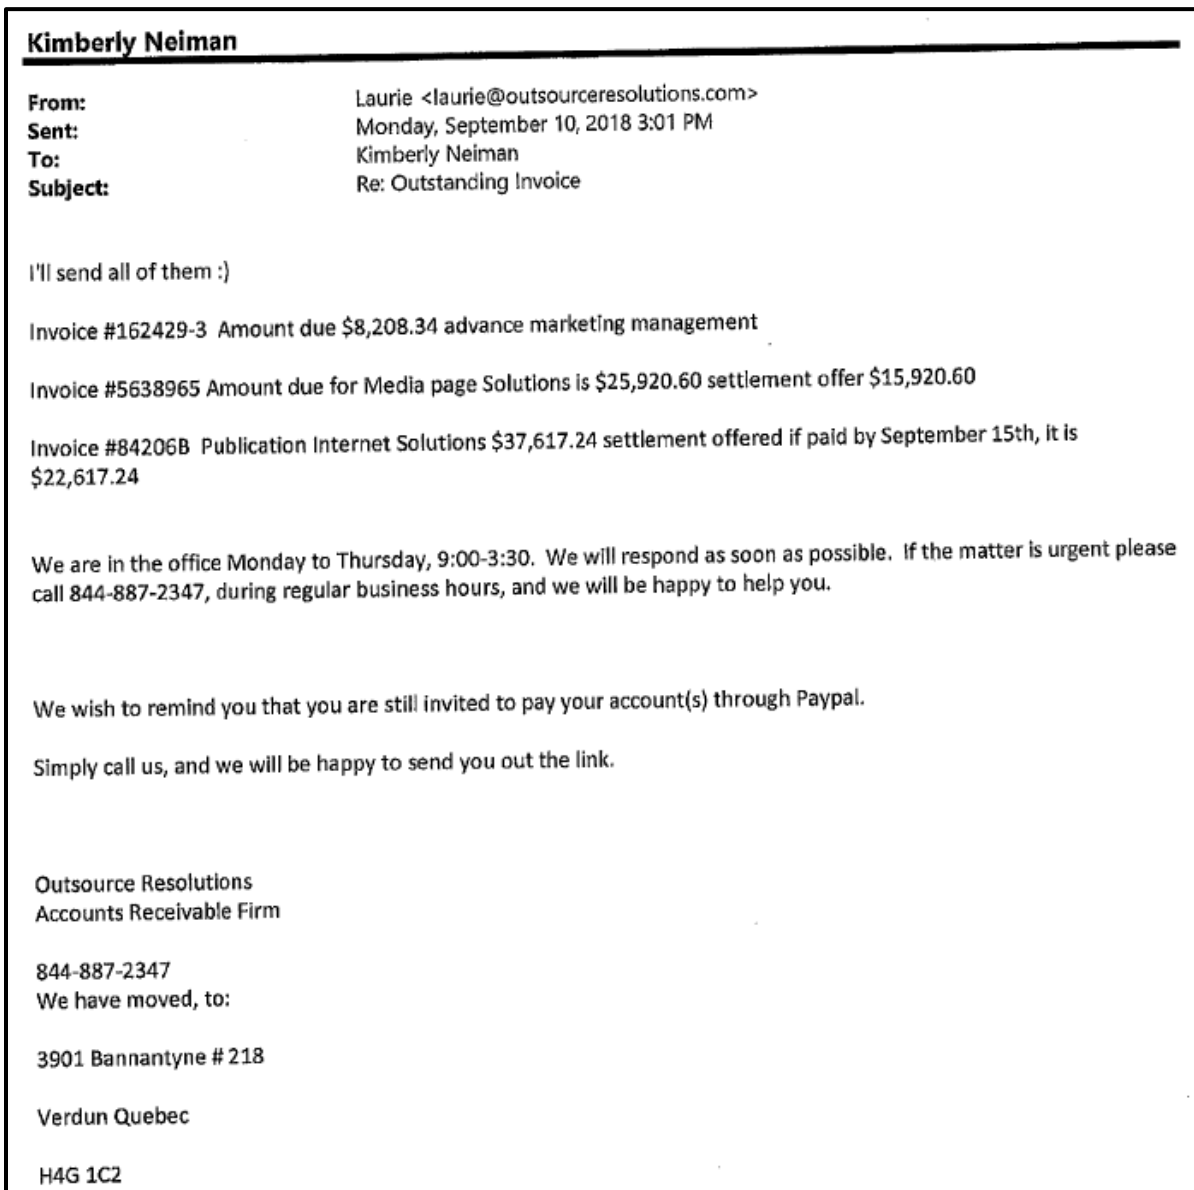 Kimberly Neiman
From: Laurie <laurie@outsourceresolutions.com>
Sent: Monday, September 10, 2018 3:01 PM
To: Kimberly Neiman
Subject: Re: Outstanding Invoice
I'll send all of them :)
Invoice #162429-3  Amount due $8,208.34 advance marketing management
Invoice #5638965 Amount due for Media page Solutions is $25,920.60 settlement offer $15,920.60
Invoice #84206B  Publication Internet Solutions $37,617.24 settlement offered if paid by September 15th, it is
$22,617.24
We are in the office Monday to Thursday, 9:00-3:30.  We will respond as soon as possible.  If the matter is urgent please
call 844-887-2347, during regular business hours, and we will be happy to help you.
We wish to remind you that you are still invited to pay your account(s) through Paypal.
Simply call us, and we will be happy to send you out the link.
Outsource Resolutions
Accounts Receivable Firm
844-887-2347
We have moved, to:
3901 Bannantyne # 218
Verdun Quebec
H4G 1C2